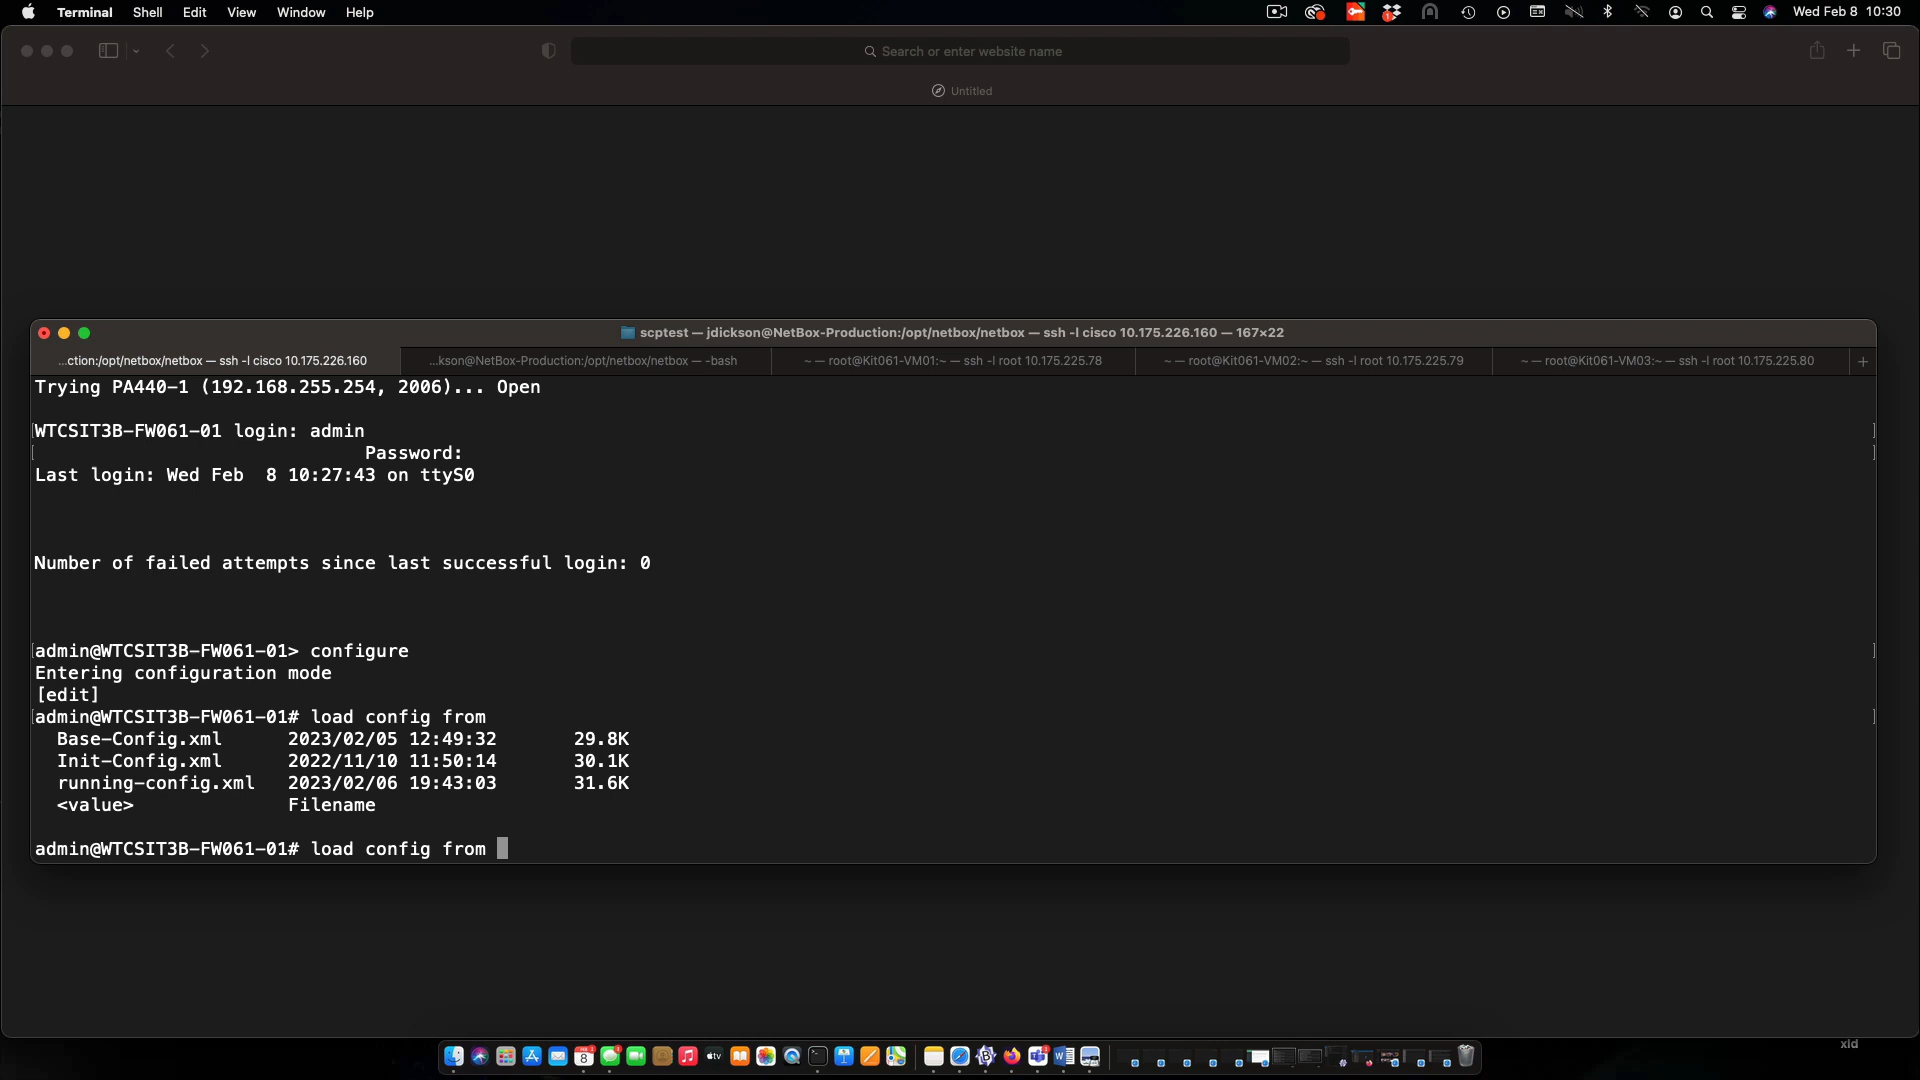 Terminal Shell Edit View Window Help Wed Feb 8 10:30
Search or enter website name
Untitled
scptest — jdickson@NetBox-Production:/opt/netbox/netbox — ssh -l cisco 10.175.226.160 — 167×22
...ction:/opt/netbox/netbox — ssh -l cisco 10.175.226.160 ...kson@NetBox-Production:/opt/netbox/netbox — -bash ~ — root@Kit061-VM01:~ — ssh -l root 10.175.225.78 ~ — root@Kit061-VM02:~ — ssh -l root 10.175.225.79 ~ — root@Kit061-VM03:~ — ssh -l root 10.175.225.80 +
Trying PA440-1 (192.168.255.254, 2006)... Open
[WTCSIT3B-FW061-01 login: admin ]
[ Password: ]
Last login: Wed Feb  8 10:27:43 on ttyS0
Number of failed attempts since last successful login: 0
[admin@WTCSIT3B-FW061-01> configure ]
Entering configuration mode
[edit]
[admin@WTCSIT3B-FW061-01# load config from ]
Base-Config.xml 2023/02/05 12:49:32 29.8K
Init-Config.xml 2022/11/10 11:50:14 30.1K
running-config.xml 2023/02/06 19:43:03 31.6K
<value> Filename
admin@WTCSIT3B-FW061-01# load config from
xld